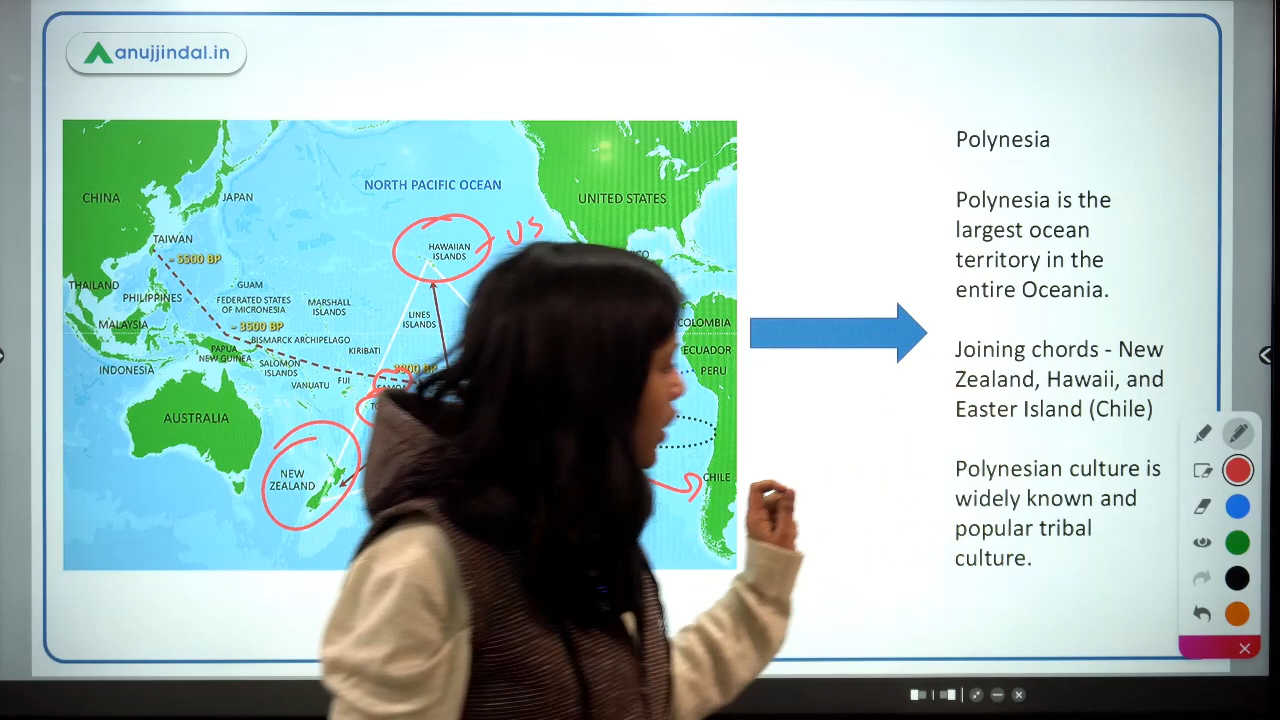 anujjindal.in
NORTH PACIFIC OCEAN
CHINA
JAPAN
UNITED STATES
US
TAIWAN
~ 5500 BP
HAWAIIAN
ISLANDS
THAILAND
PHILIPPINES
GUAM
FEDERATED STATES
OF MICRONESIA
MARSHALL
ISLANDS
LINES
ISLANDS
MALAYSIA
~ 3500 BP
BISMARCK ARCHIPELAGO
COLOMBIA
PAPUA
NEW GUINEA
KIRIBATI
ECUADOR
INDONESIA
SOLOMON
ISLANDS
VANUATU
FIJI
PERU
AUSTRALIA
NEW
ZEALAND
CHILE
Polynesia
Polynesia is the
largest ocean
territory in the
entire Oceania.
Joining chords - New
Zealand, Hawaii, and
Easter Island (Chile)
Polynesian culture is
widely known and
popular tribal
culture.